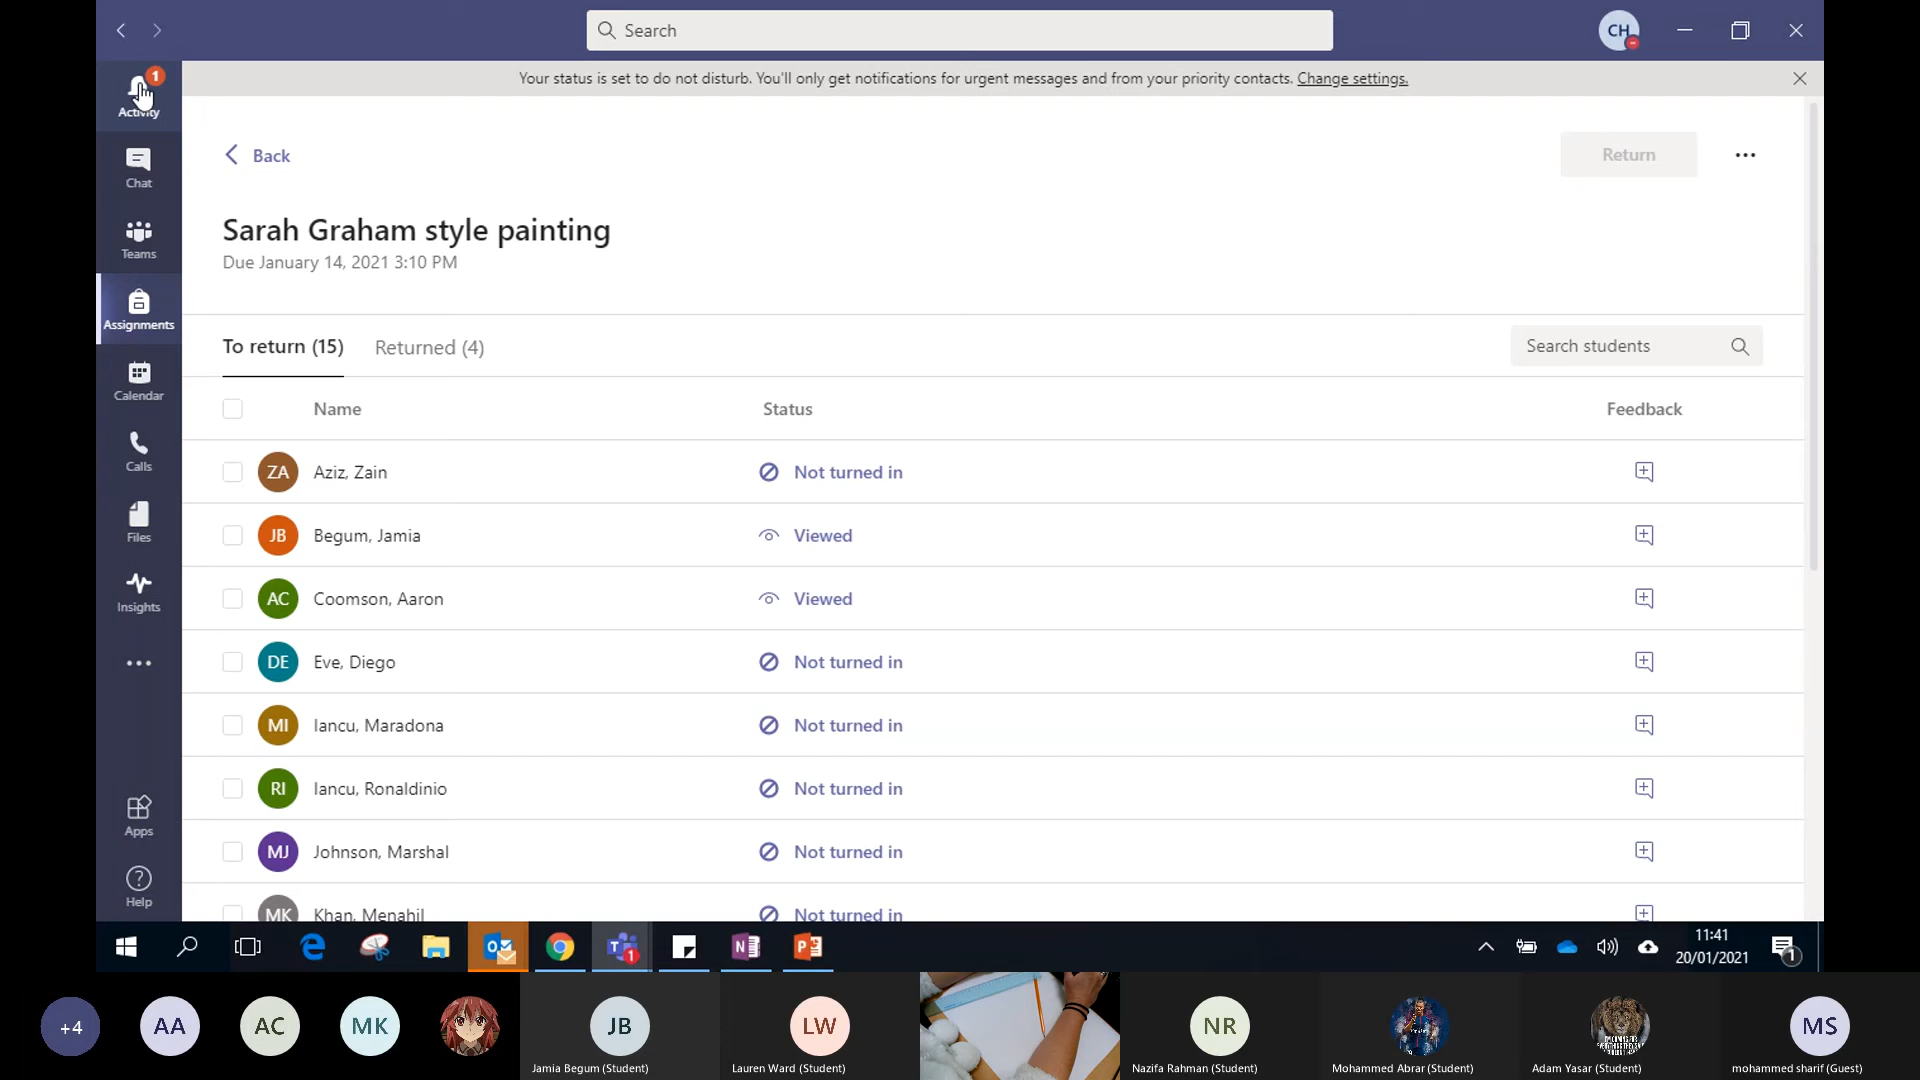 Search
CH
Your status is set to do not disturb. You'll only get notifications for urgent messages and from your priority contacts. Change settings.
1
Activity
Chat
Teams
Assignments
Calendar
Calls
Files
Insights
Apps
Help
Back
Return
Sarah Graham style painting
Due January 14, 2021 3:10 PM
To return (15)
Returned (4)
Search students
Name
Status
Feedback
ZA
Aziz, Zain
Not turned in
JB
Begum, Jamia
Viewed
AC
Coomson, Aaron
Viewed
DE
Eve, Diego
Not turned in
MI
Iancu, Maradona
Not turned in
RI
Iancu, Ronaldinio
Not turned in
MJ
Johnson, Marshal
Not turned in
MK
Khan, Menahil
Not turned in
11:41
20/01/2021
1
+4
AA
AC
MK
JB
Jamia Begum (Student)
LW
Lauren Ward (Student)
NR
Nazifa Rahman (Student)
Mohammed Abrar (Student)
Adam Yasar (Student)
MS
mohammed sharif (Guest)